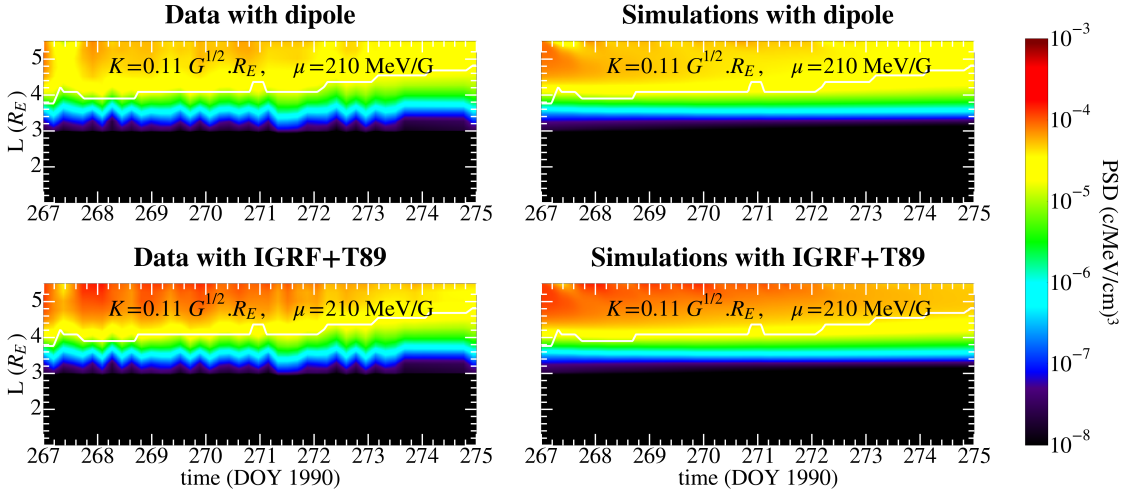 Data with dipole
Simulations with dipole
K=0.11 G^{1/2}.R_E, μ=210 MeV/G
K=0.11 G^{1/2}.R_E, μ=210 MeV/G
L (R_E)
5
4
3
2
267 268 269 270 271 272 273 274 275
267 268 269 270 271 272 273 274 275
Data with IGRF+T89
Simulations with IGRF+T89
K=0.11 G^{1/2}.R_E, μ=210 MeV/G
K=0.11 G^{1/2}.R_E, μ=210 MeV/G
L (R_E)
5
4
3
2
267 268 269 270 271 272 273 274 275
267 268 269 270 271 272 273 274 275
time (DOY 1990)
time (DOY 1990)
10^{-3}
10^{-4}
10^{-5}
10^{-6}
10^{-7}
10^{-8}
PSD (c/MeV/cm)^3